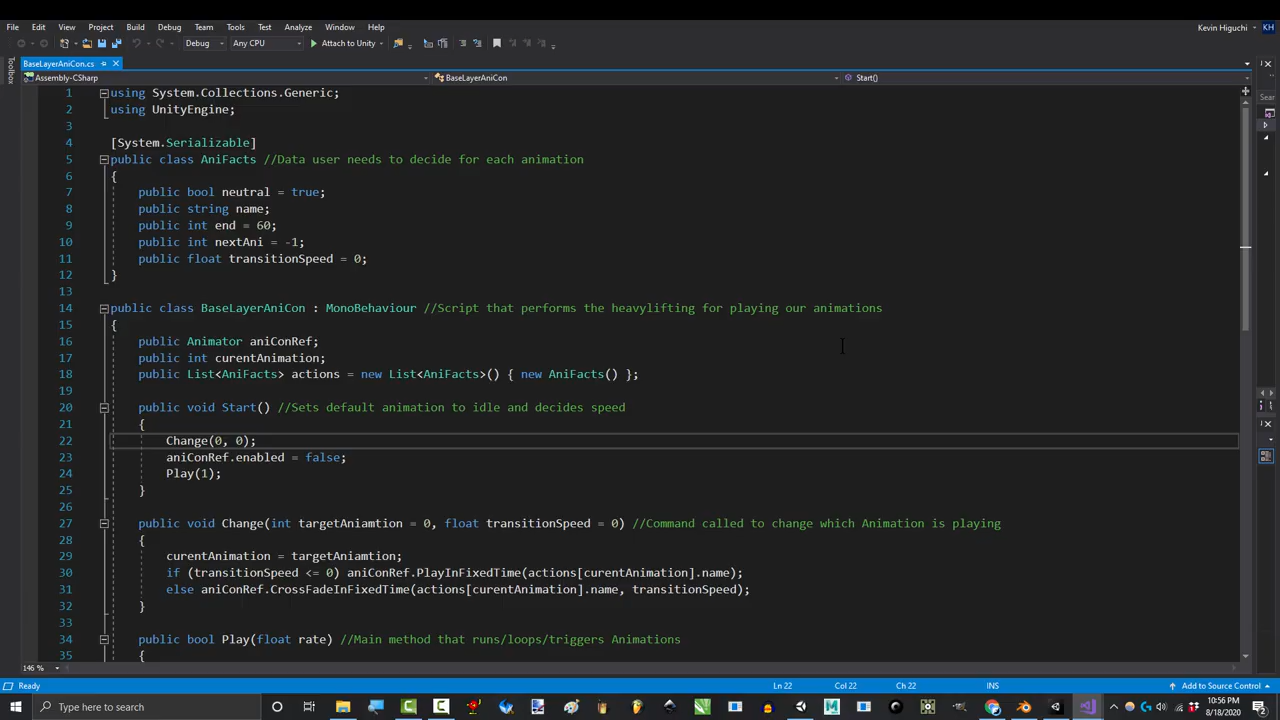 File Edit View Project Build Debug Team Tools Test Analyze Window Help
Kevin Higuchi KH
Debug Any CPU Attach to Unity
BaseLayerAniCon.cs
Toolbox
Assembly-CSharp BaseLayerAniCon Start()
Sear
1 using System.Collections.Generic;
2 using UnityEngine;
3
4 [System.Serializable]
5 public class AniFacts //Data user needs to decide for each animation
6 {
7 public bool neutral = true;
8 public string name;
9 public int end = 60;
10 public int nextAni = -1;
11 public float transitionSpeed = 0;
12 }
13
14 public class BaseLayerAniCon : MonoBehaviour //Script that performs the heavylifting for playing our animations
15 {
16 public Animator aniConRef;
17 public int curentAnimation;
18 public List<AniFacts> actions = new List<AniFacts>() { new AniFacts() };
19
20 public void Start() //Sets default animation to idle and decides speed
21 {
22 Change(0, 0);
23 aniConRef.enabled = false;
24 Play(1);
25 }
26
27 public void Change(int targetAniamtion = 0, float transitionSpeed = 0) //Command called to change which Animation is playing
28 {
29 curentAnimation = targetAniamtion;
30 if (transitionSpeed <= 0) aniConRef.PlayInFixedTime(actions[curentAnimation].name);
31 else aniConRef.CrossFadeInFixedTime(actions[curentAnimation].name, transitionSpeed);
32 }
33
34 public bool Play(float rate) //Main method that runs/loops/triggers Animations
35 {
146 %
Ready Ln 22 Col 22 Ch 22 INS Add to Source Control
Type here to search
10:56 PM
8/18/2020